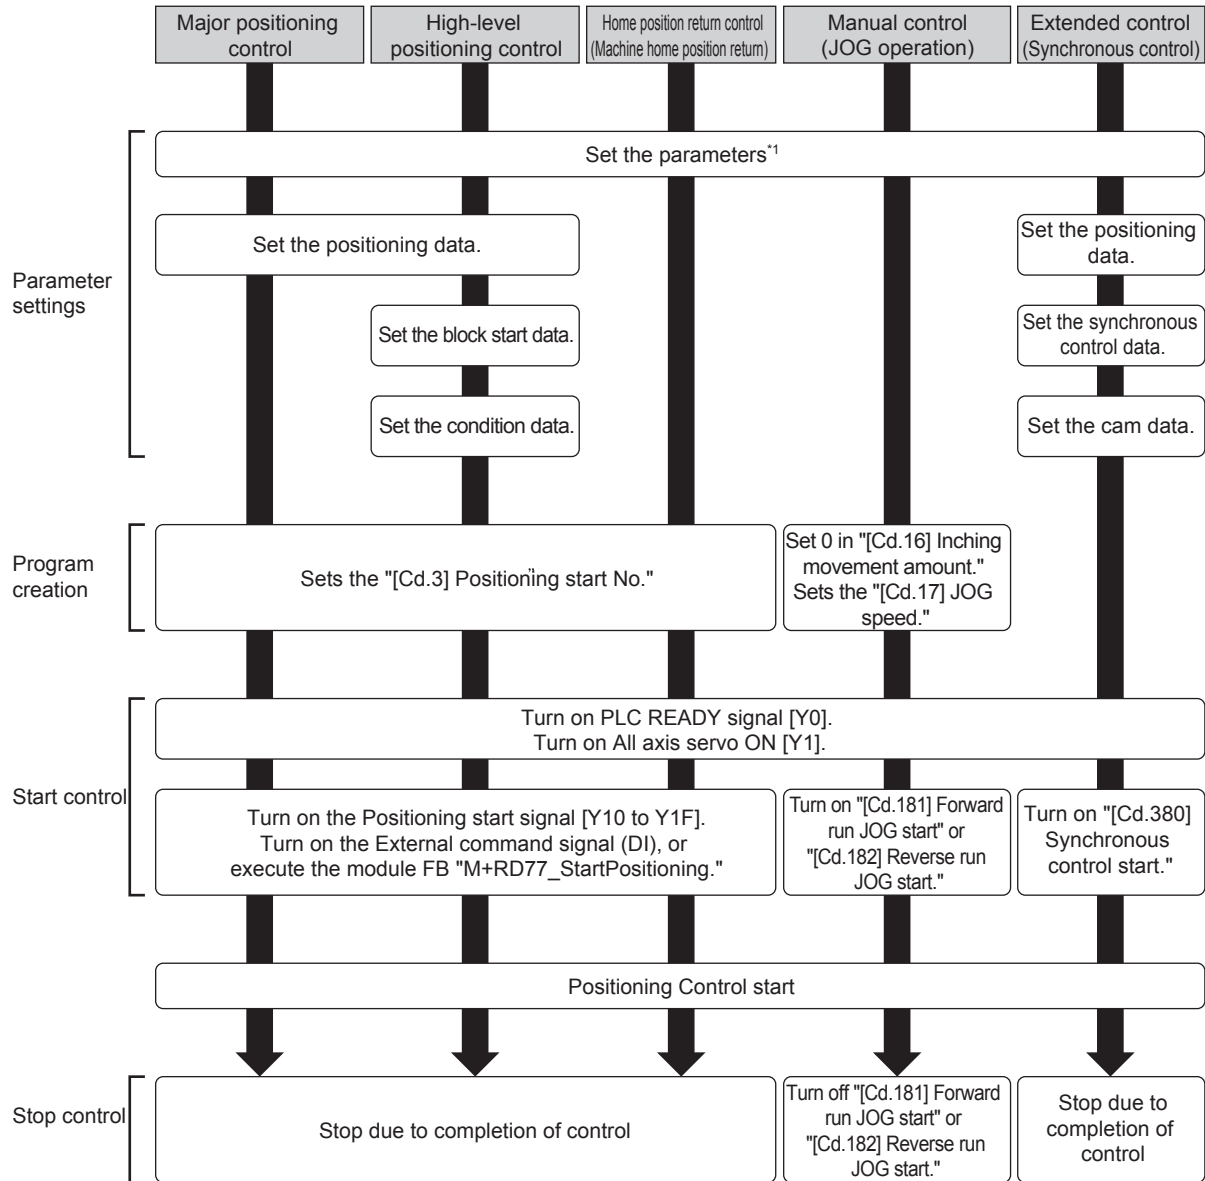 Major positioning
control
High-level
positioning control
Home position return control
(Machine home position return)
Manual control
(JOG operation)
Extended control
(Synchronous control)
Parameter
settings
Set the parameters*1
Set the positioning data.
Set the positioning
data.
Set the block start data.
Set the synchronous
control data.
Set the condition data.
Set the cam data.
Program
creation
Sets the "[Cd.3] Positioning start No."
Set 0 in "[Cd.16] Inching
movement amount."
Sets the "[Cd.17] JOG
speed."
Start control
Turn on PLC READY signal [Y0].
Turn on All axis servo ON [Y1].
Turn on the Positioning start signal [Y10 to Y1F].
Turn on the External command signal (DI), or
execute the module FB "M+RD77_StartPositioning."
Turn on "[Cd.181] Forward
run JOG start" or
"[Cd.182] Reverse run
JOG start."
Turn on "[Cd.380]
Synchronous
control start."
Positioning Control start
Stop control
Stop due to completion of control
Turn off "[Cd.181] Forward
run JOG start" or
"[Cd.182] Reverse run
JOG start."
Stop due to
completion of
control